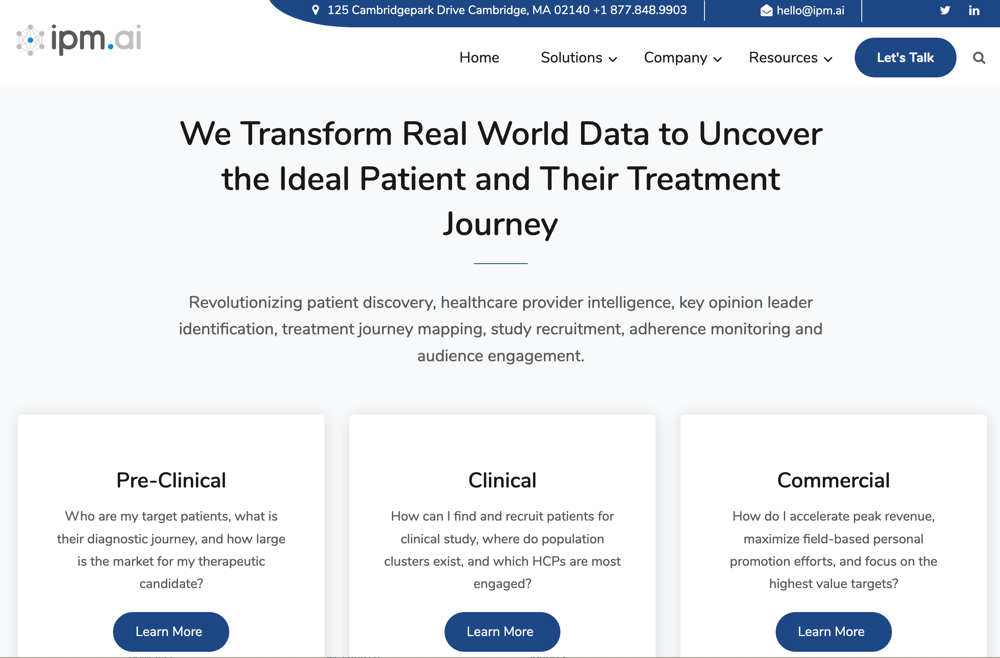 125 Cambridgepark Drive Cambridge, MA 02140 +1 877.848.9903
hello@ipm.ai
ipm.ai
Home
Solutions
Company
Resources
Let's Talk
We Transform Real World Data to Uncover
the Ideal Patient and Their Treatment
Journey
Revolutionizing patient discovery, healthcare provider intelligence, key opinion leader
identification, treatment journey mapping, study recruitment, adherence monitoring and
audience engagement.
Pre-Clinical
Who are my target patients, what is
their diagnostic journey, and how large
is the market for my therapeutic
candidate?
Learn More
Clinical
How can I find and recruit patients for
clinical study, where do population
clusters exist, and which HCPs are most
engaged?
Learn More
Commercial
How do I accelerate peak revenue,
maximize field-based personal
promotion efforts, and focus on the
highest value targets?
Learn More